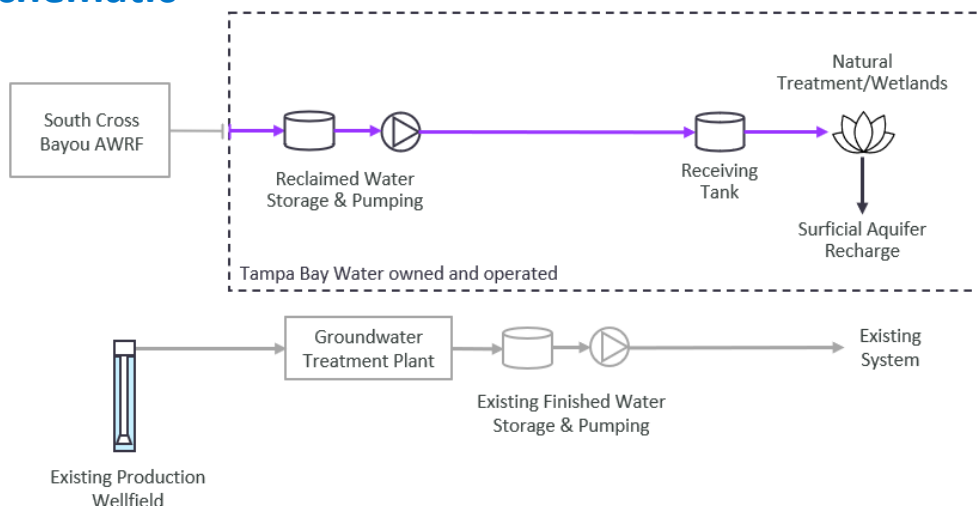 South Cross
Bayou AWRF
Reclaimed Water
Storage & Pumping
Receiving
Tank
Natural
Treatment/Wetlands
Surficial Aquifer
Recharge
Tampa Bay Water owned and operated
Existing Production
Wellfield
Groundwater
Treatment Plant
Existing Finished Water
Storage & Pumping
Existing
System